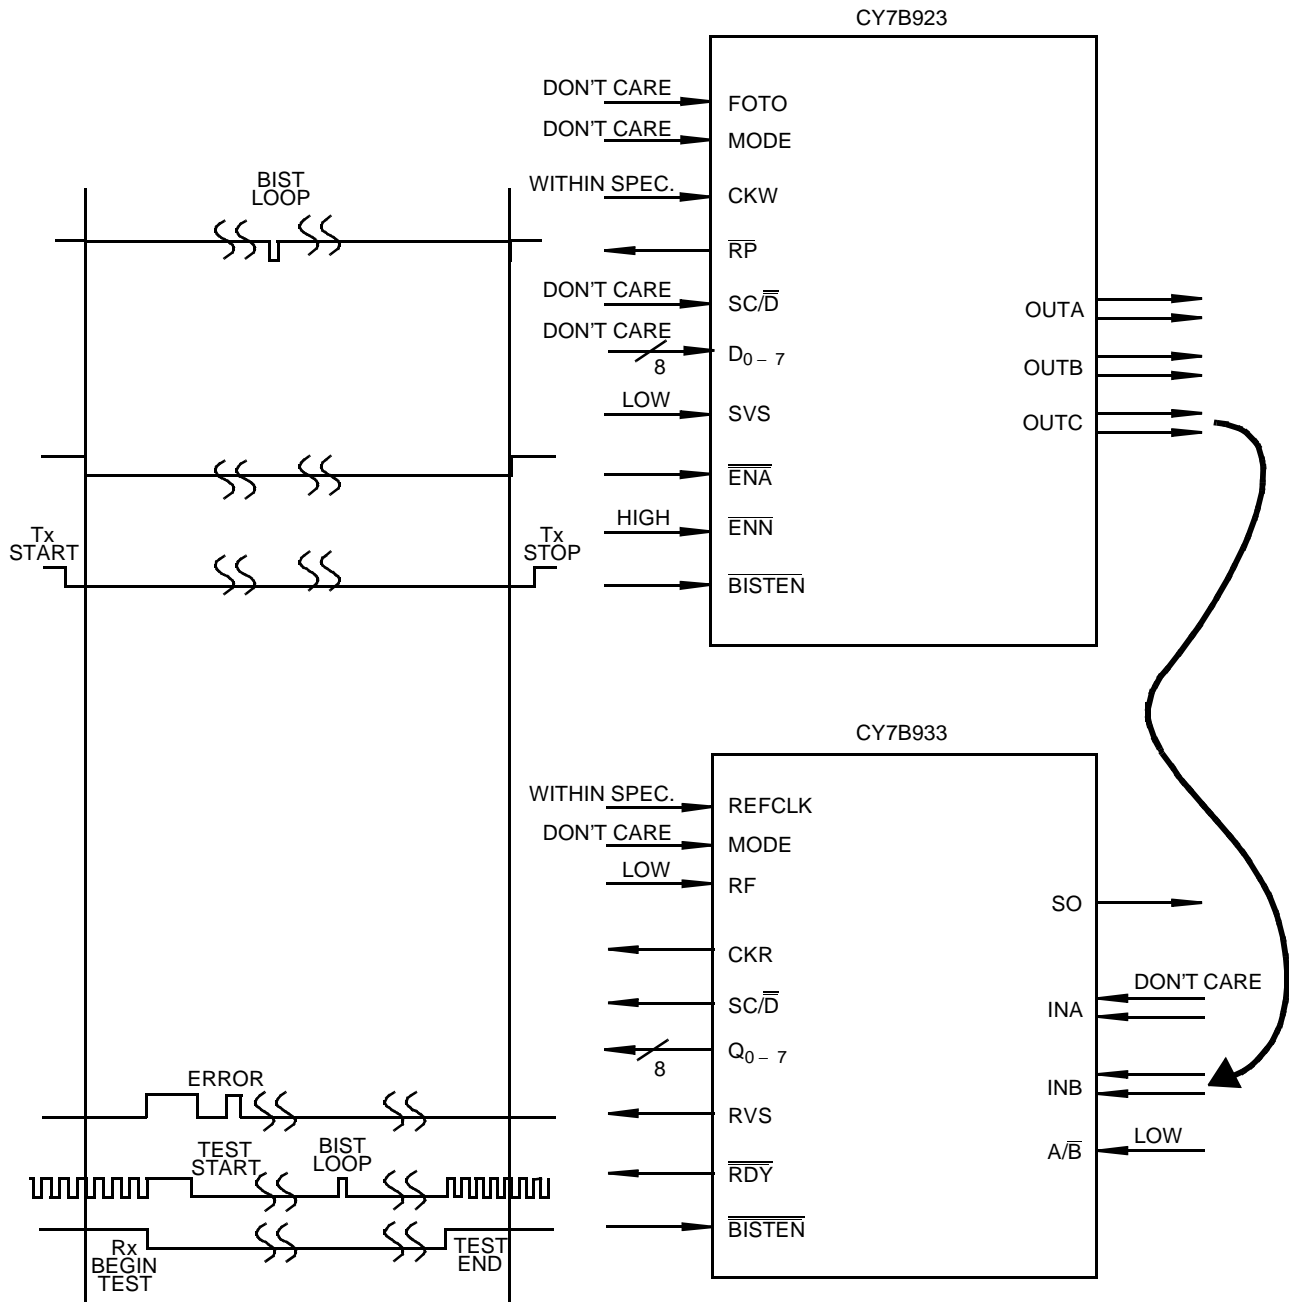 CY7B923
DON'T CARE
FOTO
DON'T CARE
MODE
WITHIN SPEC.
CKW
BIST
LOOP
RP
DON'T CARE
SC/D
DON'T CARE
8
D0 – 7
LOW
SVS
OUTA
OUTB
OUTC
ENA
HIGH
ENN
Tx
START
Tx
STOP
BISTEN
CY7B933
WITHIN SPEC.
REFCLK
DON'T CARE
MODE
LOW
RF
SO
CKR
SC/D
DON'T CARE
INA
8
Q0 – 7
INB
ERROR
RVS
LOW
A/B
TEST
START
BIST
LOOP
RDY
BISTEN
Rx
BEGIN
TEST
TEST
END